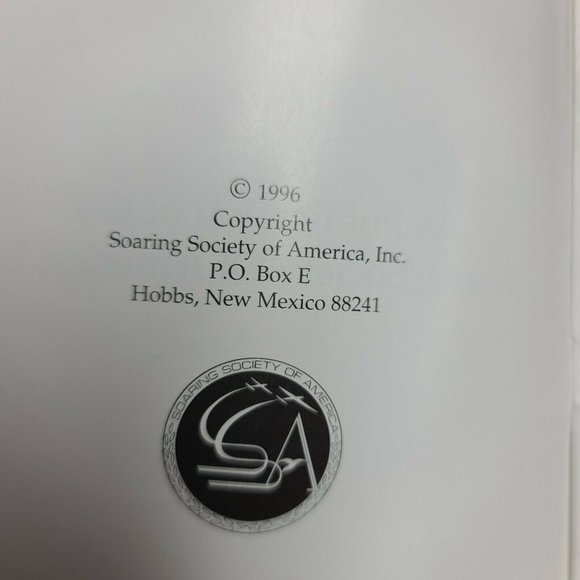 © 1996
Copyright
Soaring Society of America, Inc.
P.O. Box E
Hobbs, New Mexico 88241
SOARING SOCIETY OF AMERICA
SSA